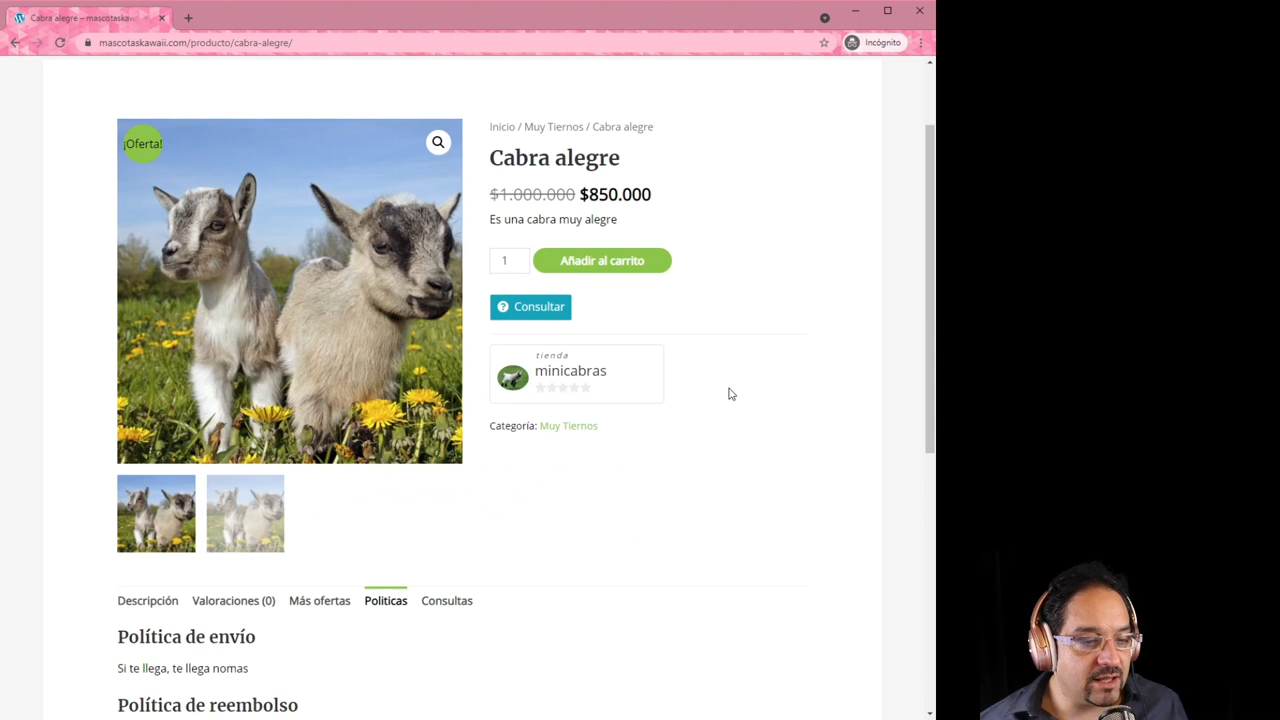 Cabra alegre – mascotaskawaii
mascotaskawaii.com/producto/cabra-alegre/
Incógnito
¡Oferta!
Inicio / Muy Tiernos / Cabra alegre
Cabra alegre
$1.000.000 $850.000
Es una cabra muy alegre
1
Añadir al carrito
Consultar
tienda
minicabras
Categoría: Muy Tiernos
Descripción Valoraciones (0) Más ofertas Politicas Consultas
Política de envío
Si te llega, te llega nomas
Política de reembolso